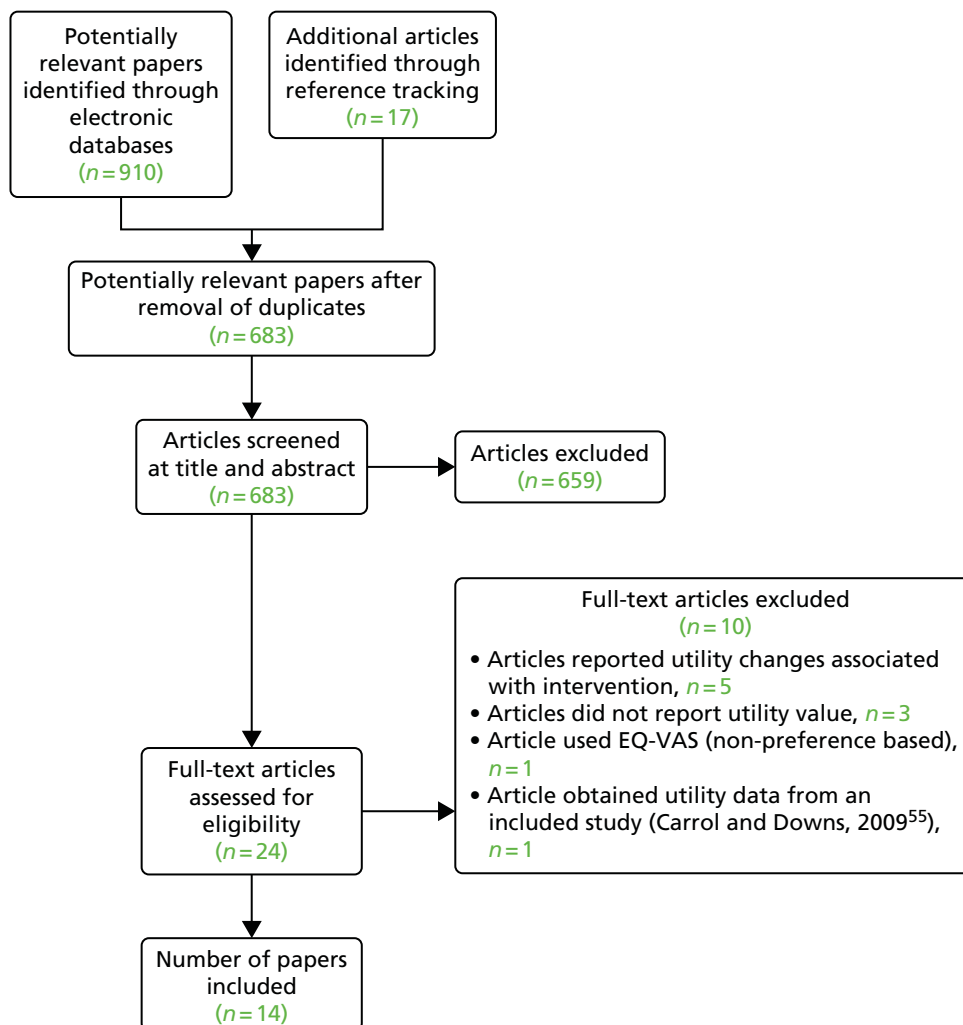 Potentially
relevant papers
identified through
electronic
databases
(n=910)
Additional articles
identified through
reference tracking
(n=17)
Potentially relevant papers after
removal of duplicates
(n=683)
Articles screened
at title and abstract
(n=683)
Articles excluded
(n=659)
Full-text articles
assessed for
eligibility
(n=24)
Full-text articles excluded
(n=10)
• Articles reported utility changes associated
with intervention, n=5
• Articles did not report utility value, n=3
• Article used EQ-VAS (non-preference based),
n=1
• Article obtained utility data from an
included study (Carrol and Downs, 2009⁵⁵),
n=1
Number of papers
included
(n=14)